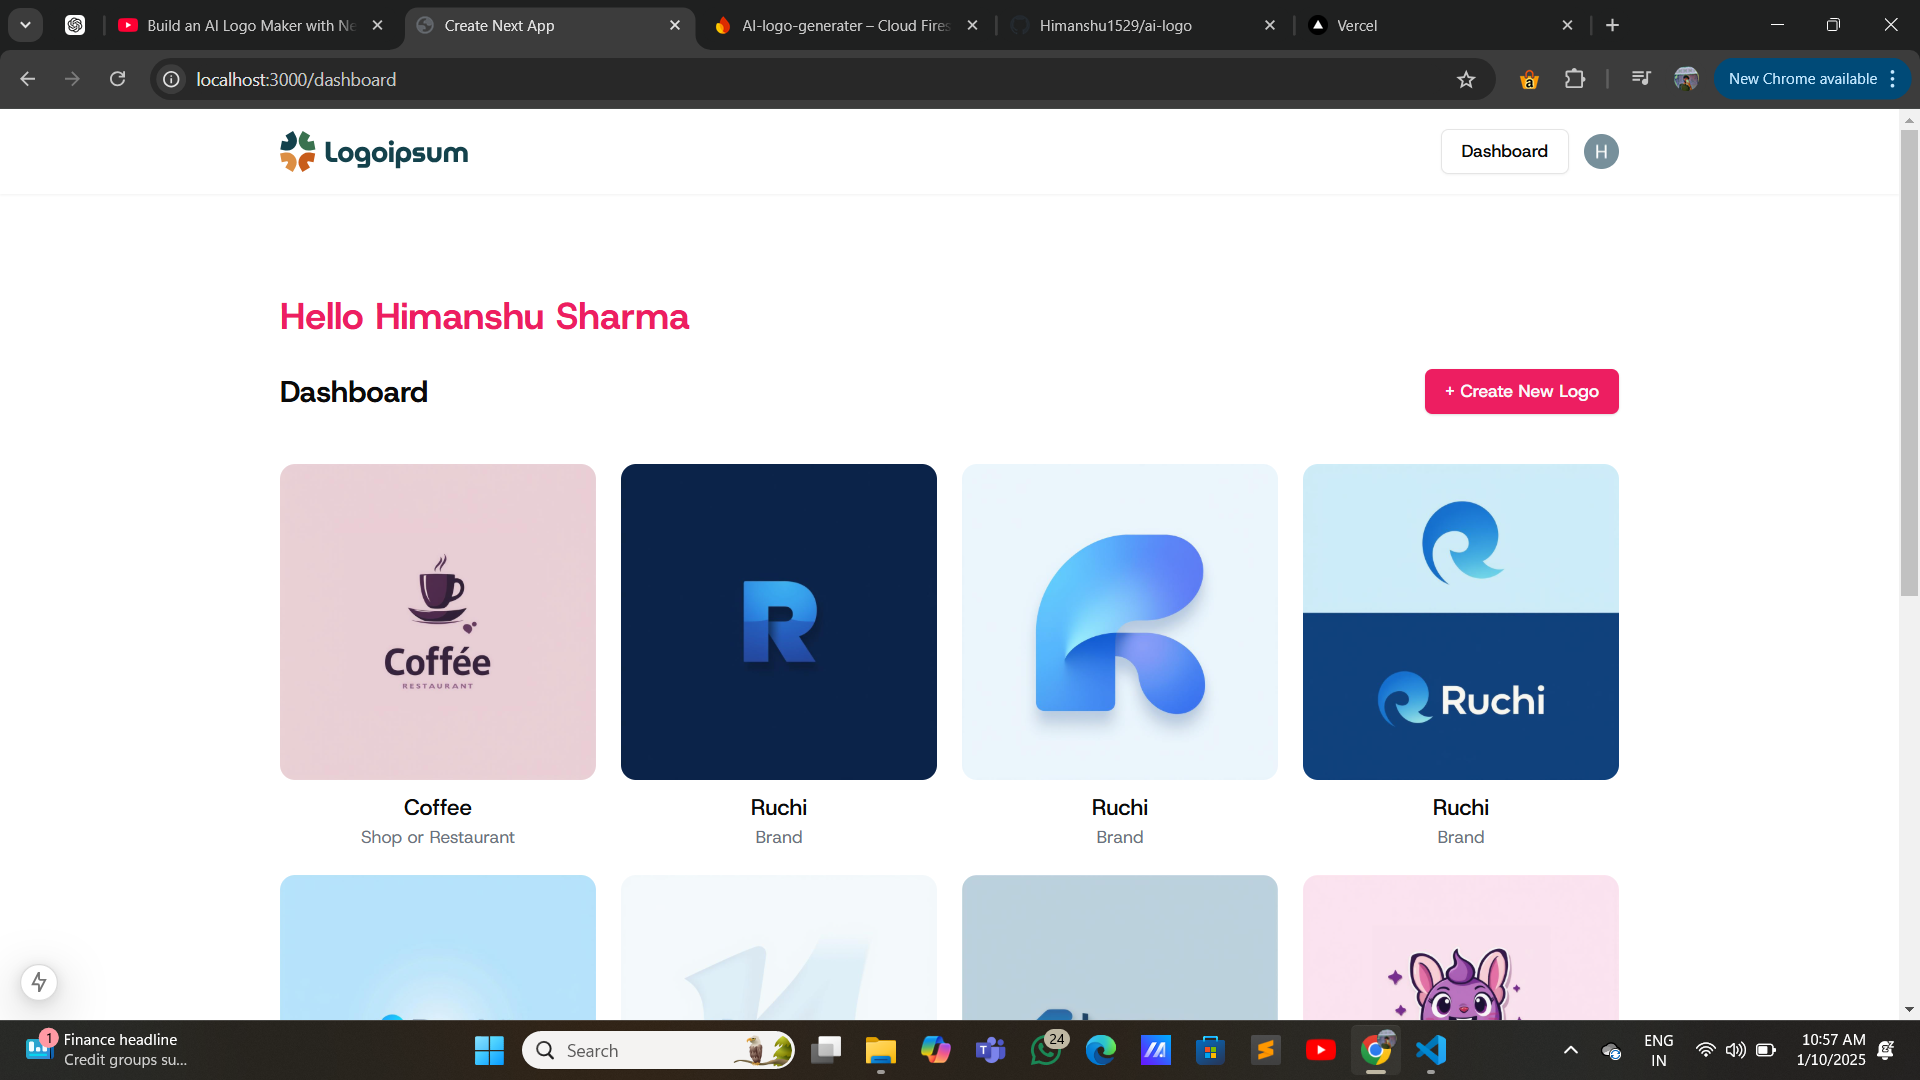 Build an AI Logo Maker with Ne
Create Next App
AI-logo-generater – Cloud Fires
Himanshu1529/ai-logo
Vercel
localhost:3000/dashboard
New Chrome available
Logoipsum
Dashboard
H
Hello Himanshu Sharma
Dashboard
+ Create New Logo
Coffée
RESTAURANT
R
Ruchi
Coffee
Ruchi
Ruchi
Ruchi
Shop or Restaurant
Brand
Brand
Brand
1
Finance headline
Credit groups su...
Search
24
ENG
IN
10:57 AM
1/10/2025